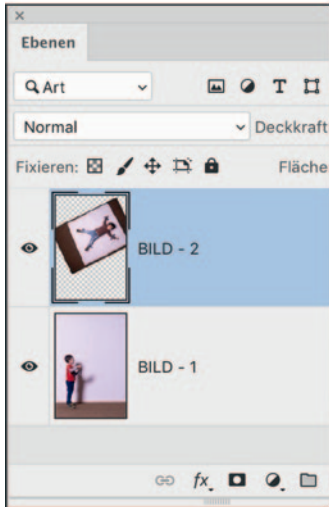 Ebenen
Art
Normal Deckkraft
Fixieren: Fläche
BILD - 2
BILD - 1
fx